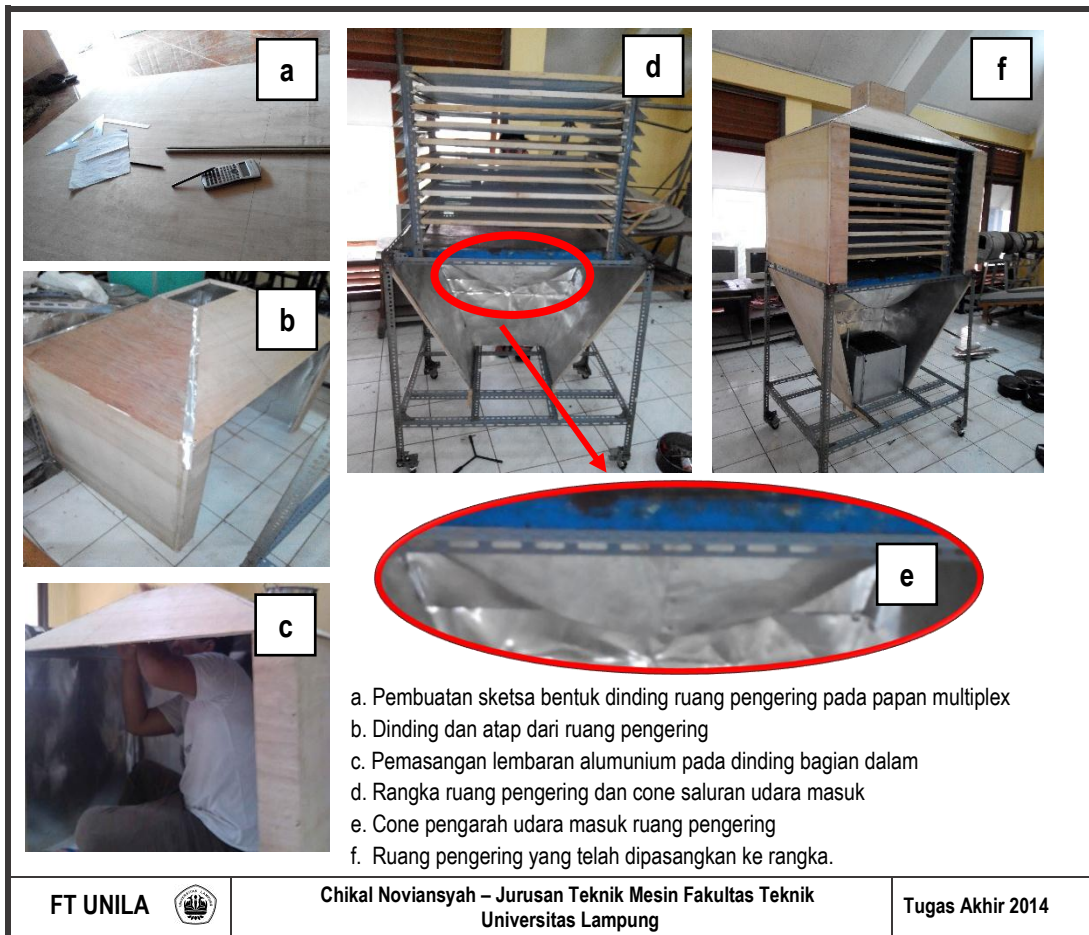 a
b
c
d
f
e
a. Pembuatan sketsa bentuk dinding ruang pengering pada papan multiplex
b. Dinding dan atap dari ruang pengering
c. Pemasangan lembaran alumunium pada dinding bagian dalam
d. Rangka ruang pengering dan cone saluran udara masuk
e. Cone pengarah udara masuk ruang pengering
f. Ruang pengering yang telah dipasangkan ke rangka.
FT UNILA
Chikal Noviansyah – Jurusan Teknik Mesin Fakultas Teknik
Universitas Lampung
Tugas Akhir 2014